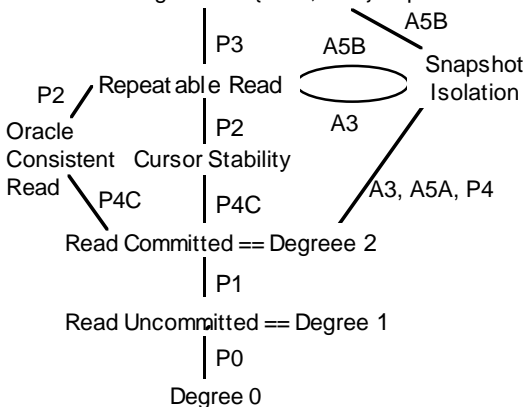 A5B
P3
A5B
Snapshot
Isolation
P2
Repeatable Read
A3
Oracle
Consistent
Read
P2
Cursor Stability
P4C
P4C
A3, A5A, P4
Read Committed == Degreee 2
P1
Read Uncommitted == Degree 1
P0
Degree 0